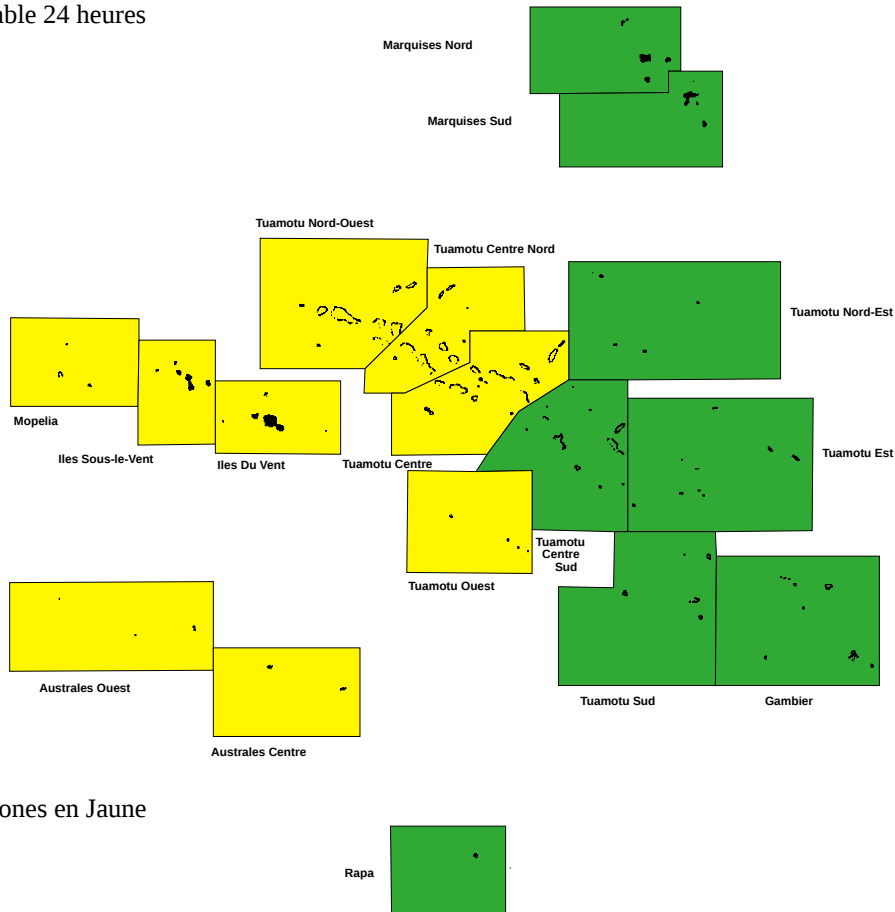 24 heures
Marquises Nord
Marquises Sud
Tuamotu Nord-Ouest
Tuamotu Centre Nord
Tuamotu Nord-Est
Mopelia
Iles Sous-le-Vent
Iles Du Vent
Tuamotu Centre
Tuamotu Est
Tuamotu
Centre
Sud
Tuamotu Ouest
Australes Ouest
Tuamotu Sud
Gambier
Australes Centre
en Jaune
Rapa